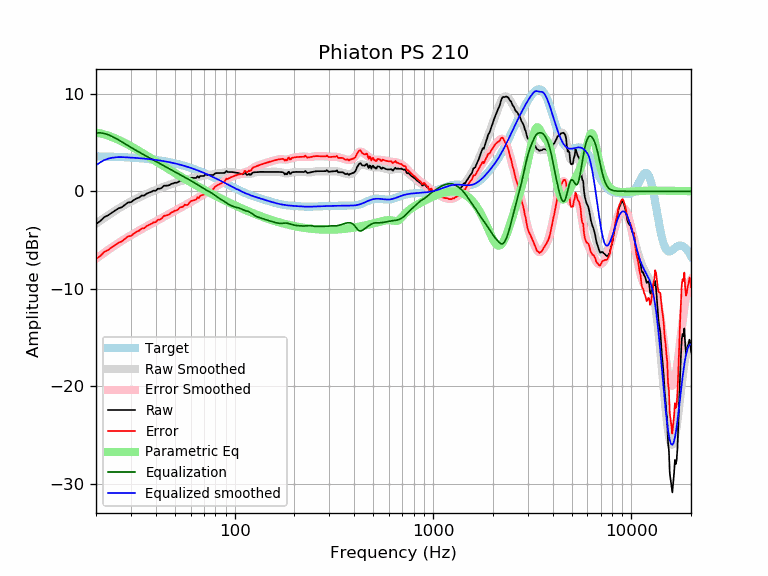 Phiaton PS 210
10
0
−10
−20
−30
Amplitude (dBr)
Target
Raw Smoothed
Error Smoothed
Raw
Error
Parametric Eq
Equalization
Equalized smoothed
100 1000 10000
Frequency (Hz)